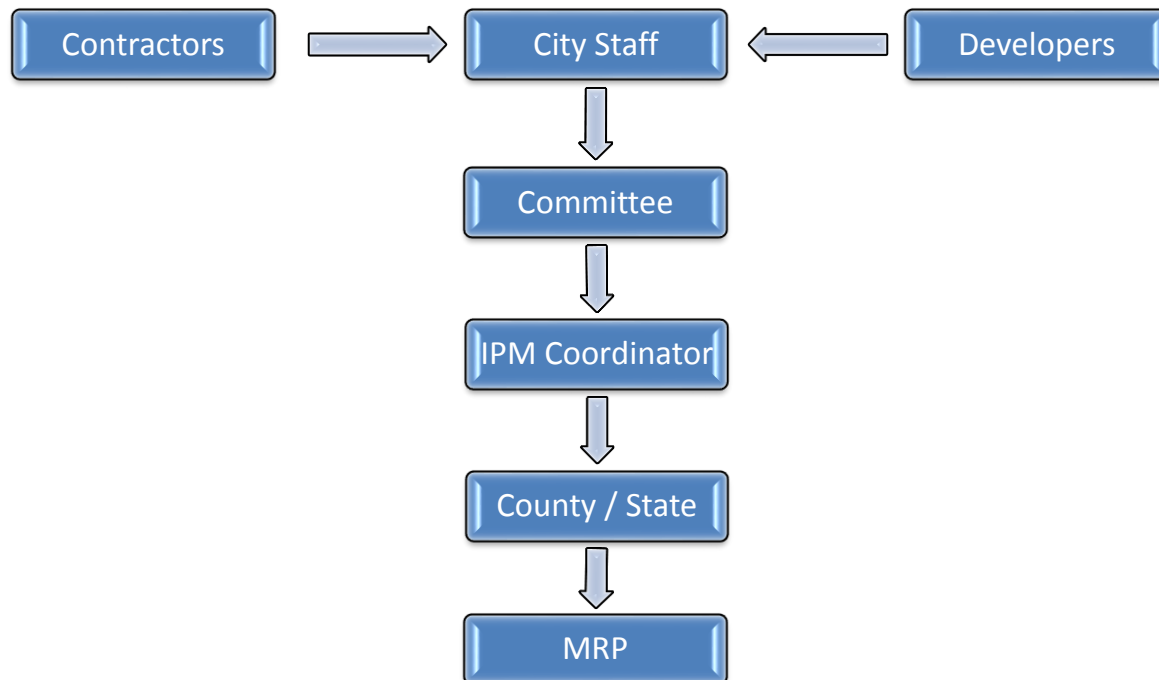 Contractors
City Staff
Developers
Committee
IPM Coordinator
County / State
MRP